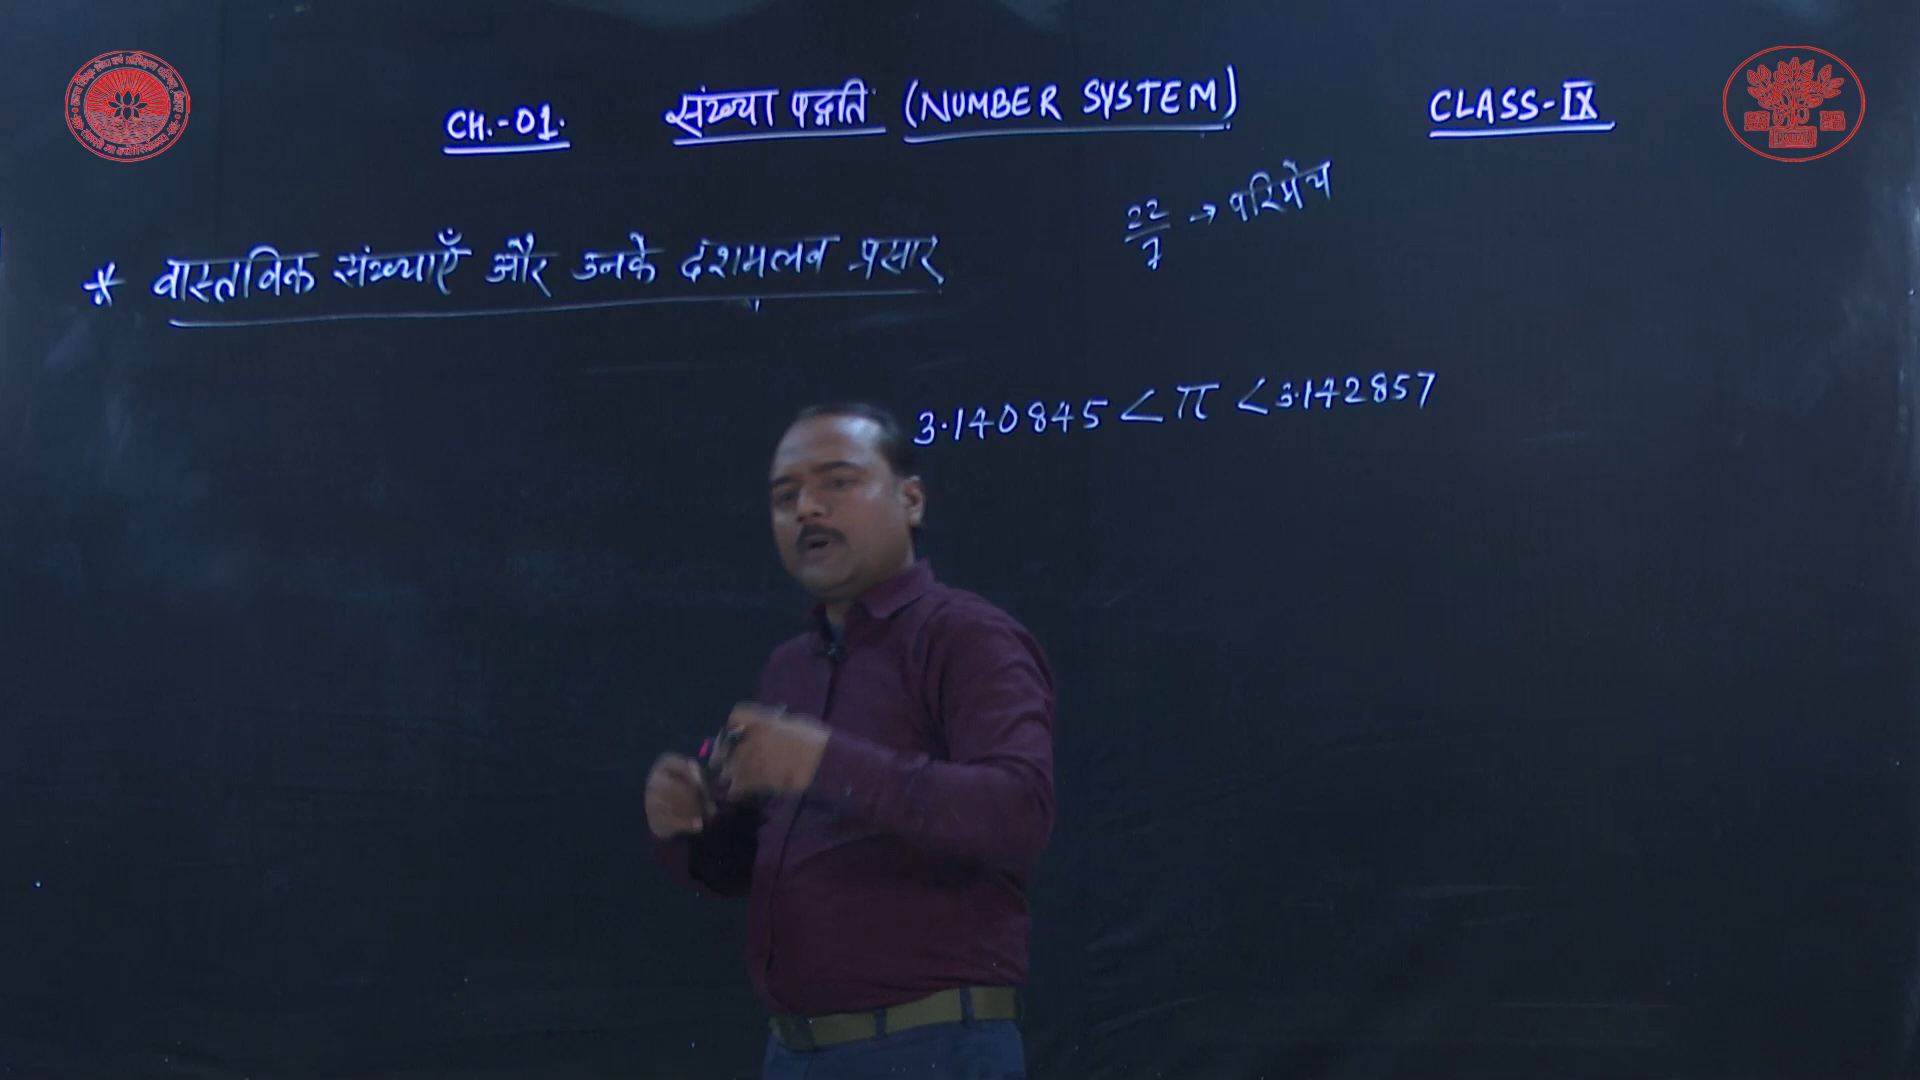 CH.-01. संख्या पद्धति (NUMBER SYSTEM) CLASS-IX
22/7 → परिमेय
* वास्तविक संख्याएँ और उनके दशमलव प्रसार
3.140845 < π < 3.142857